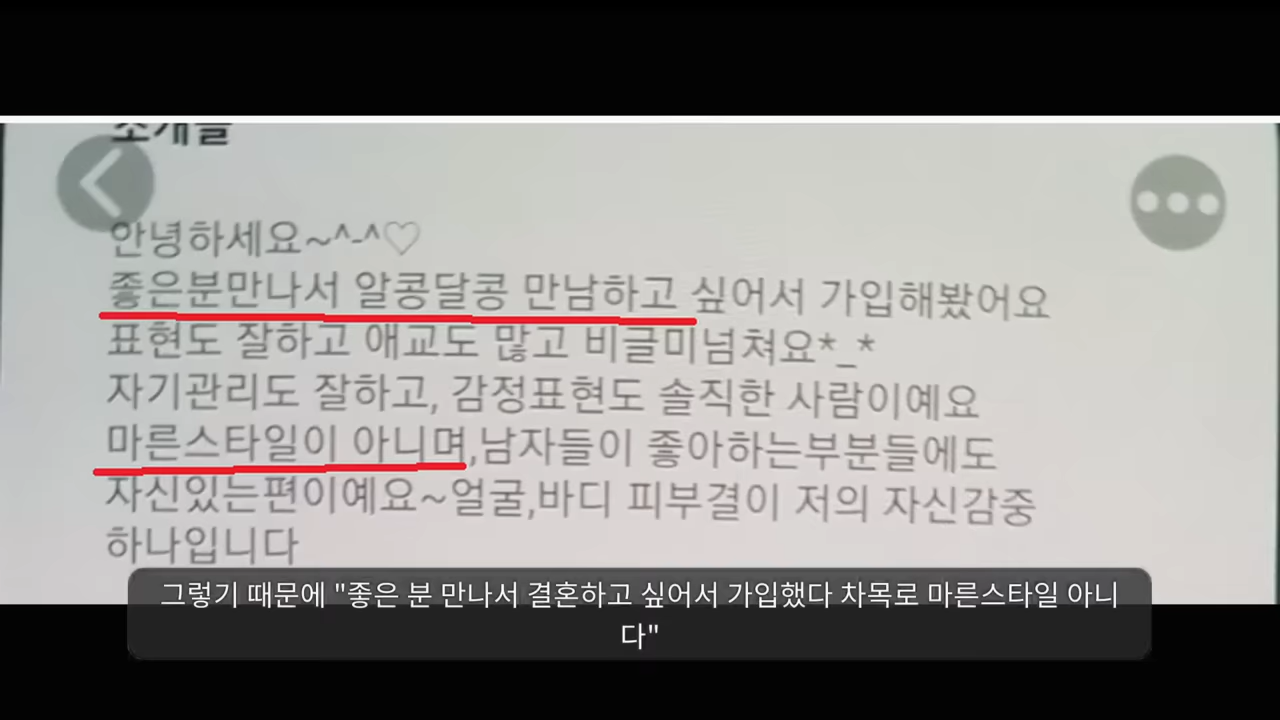 소개글
안녕하세요~^-^♡
좋은분만나서 알콩달콩 만남하고 싶어서 가입해봤어요
표현도 잘하고 애교도 많고 비글미넘쳐요*_*
자기관리도 잘하고, 감정표현도 솔직한 사람이예요
마른스타일이 아니며,남자들이 좋아하는부분들에도
자신있는편이예요~얼굴,바디 피부결이 저의 자신감중
하나입니다
그렇기 때문에 "좋은 분 만나서 결혼하고 싶어서 가입했다 차목로 마른스타일 아니
다"